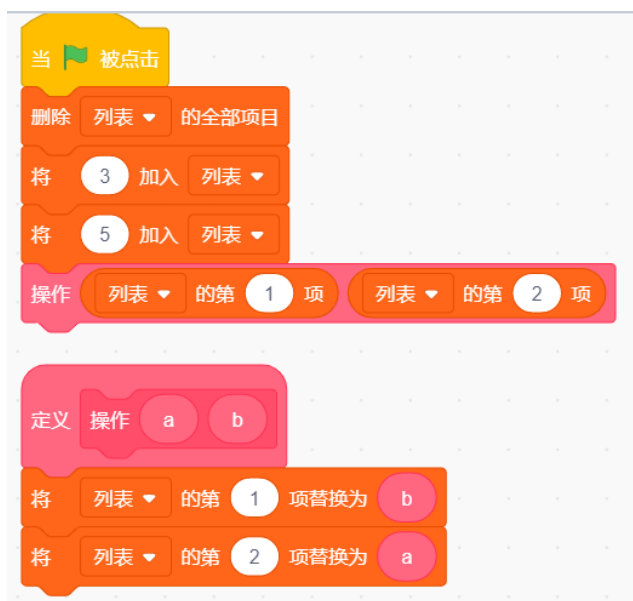 当 被点击
删除 列表 的全部项目
将 3 加入 列表
将 5 加入 列表
操作 列表 的第 1 项 列表 的第 2 项
定义 操作 a b
将 列表 的第 1 项替换为 b
将 列表 的第 2 项替换为 a